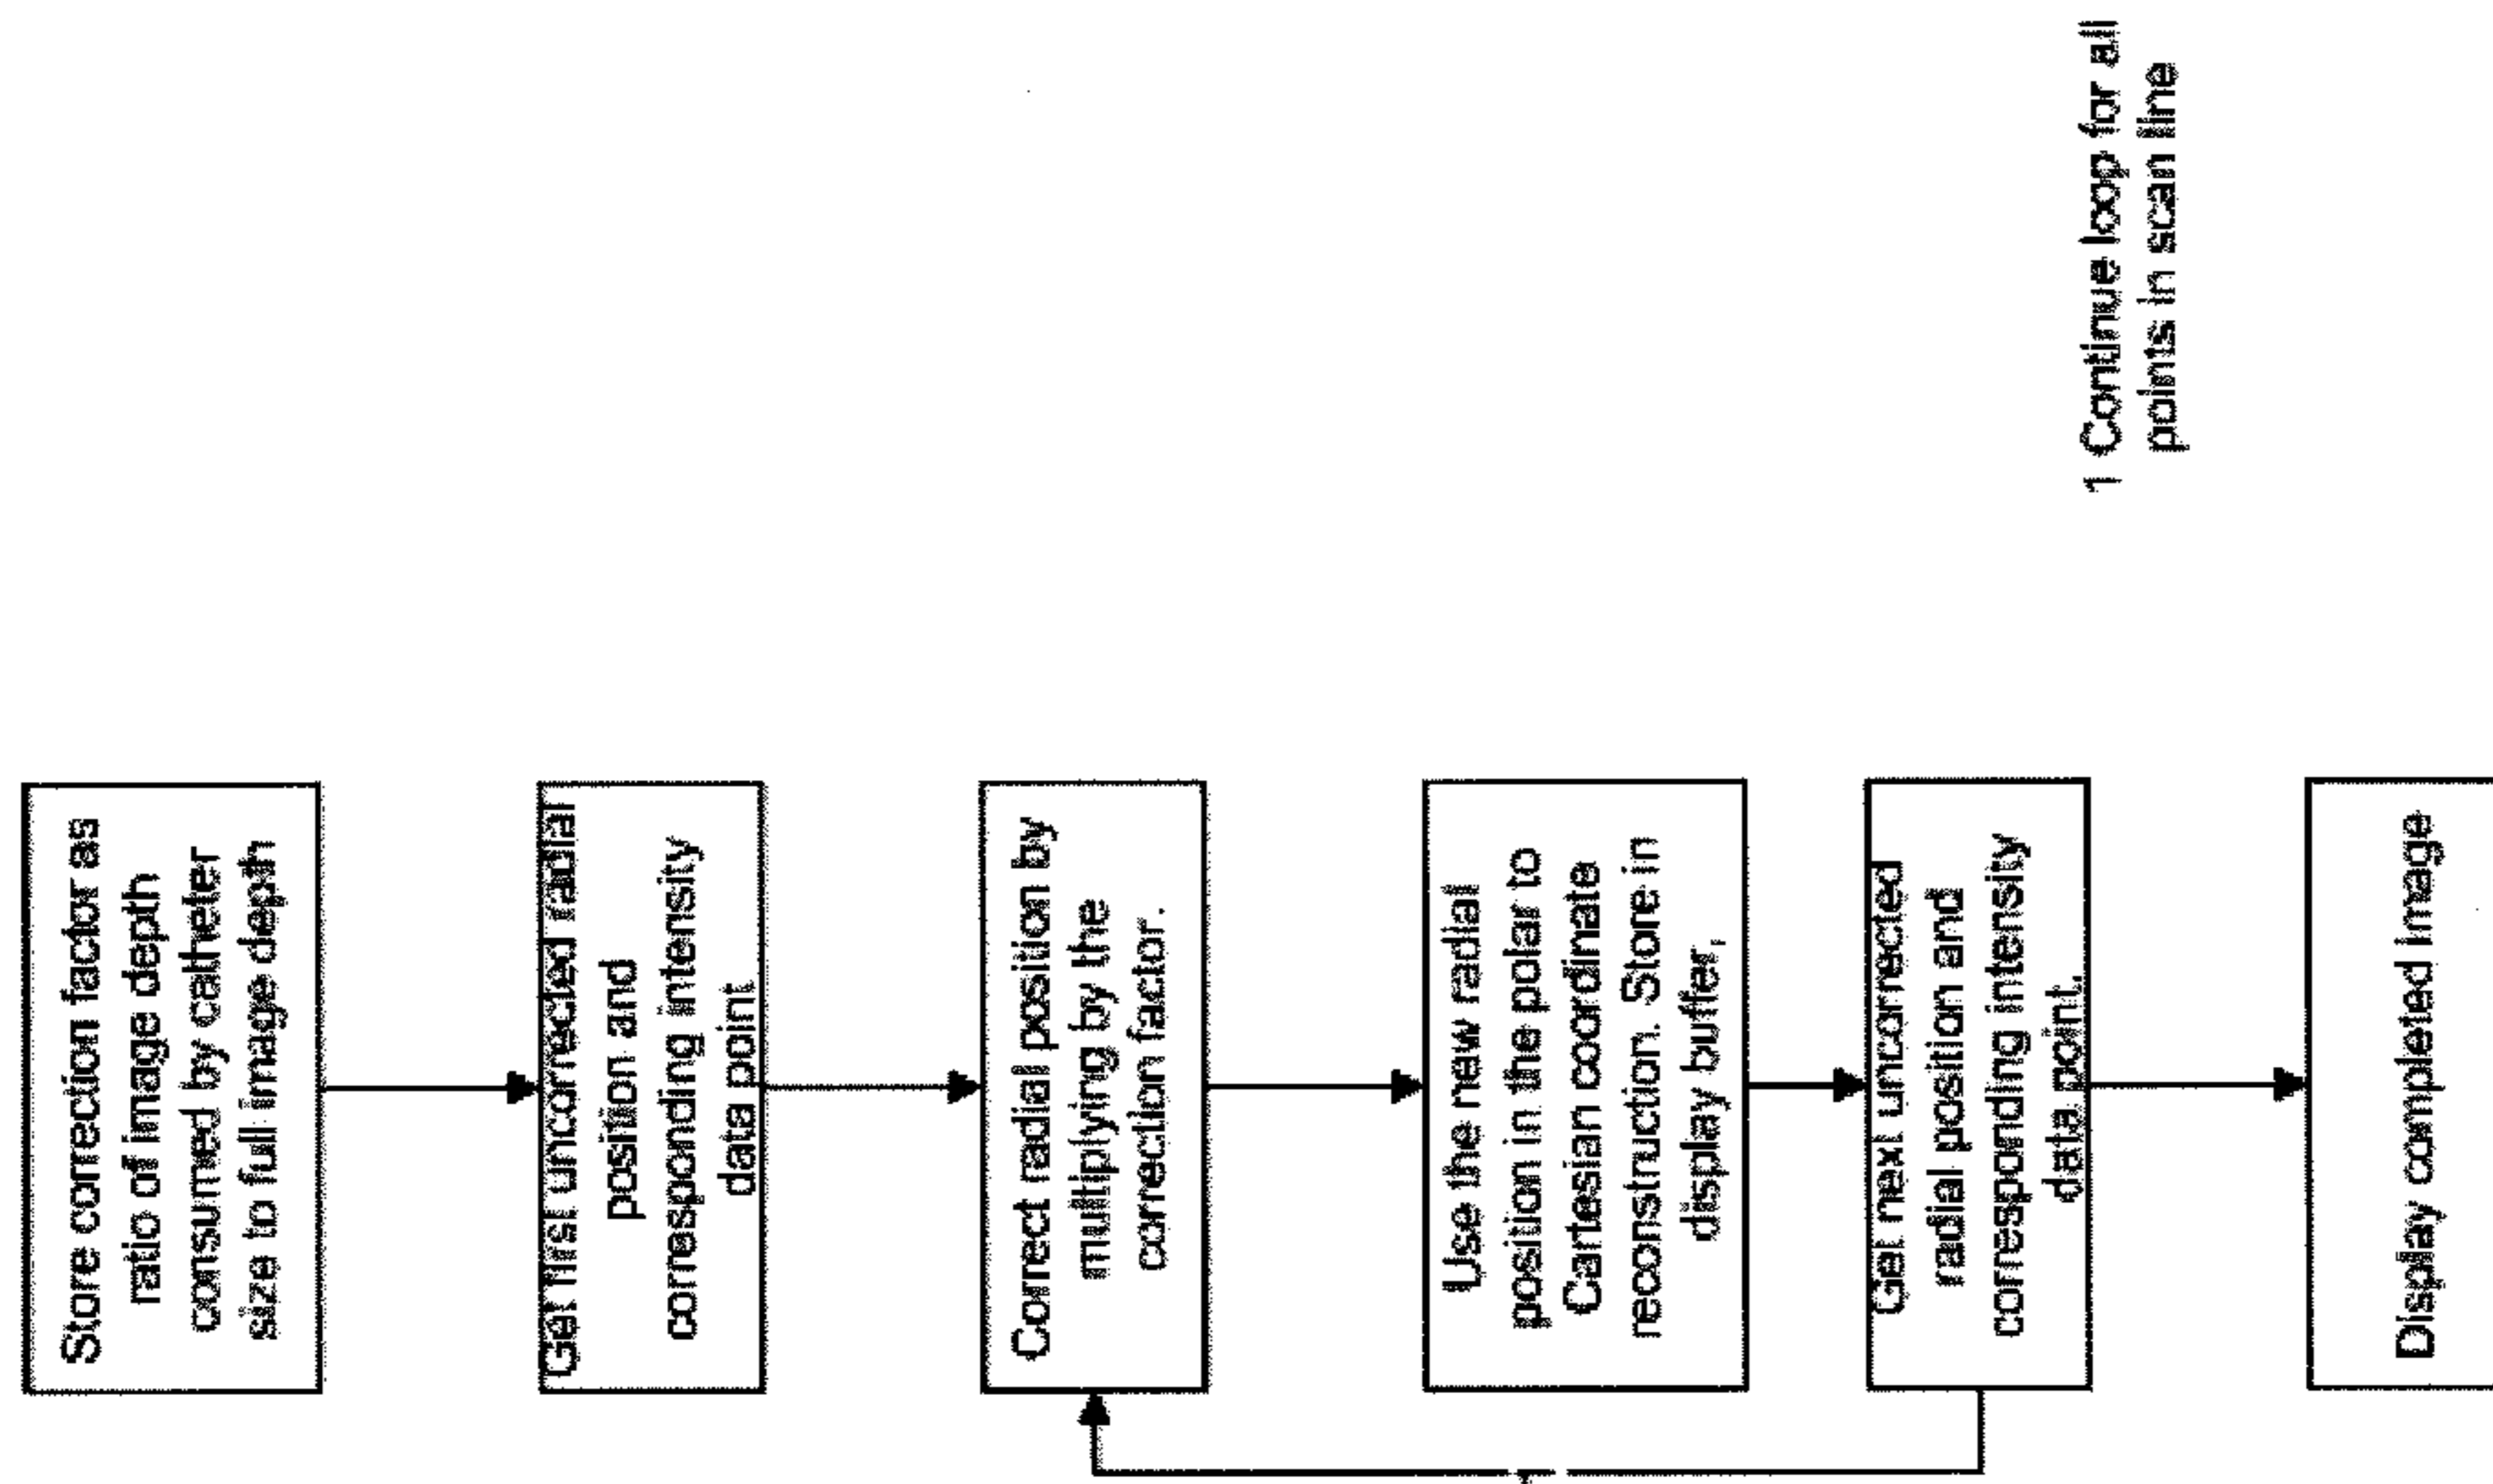 Store correction factor as
ratio of image depth
consumed by catheter
size to full image depth
Get first uncorrected radial
position and
corresponding intensity
data point
Correct radial position by
multiplying by the
correction factor.
Use the new radial
position in the polar to
Cartesian coordinate
reconstruction. Store in
display buffer.
Get next uncorrected
radial position and
corresponding intensity
data point.
Display completed image
1 Continue loop for all
points in scan line